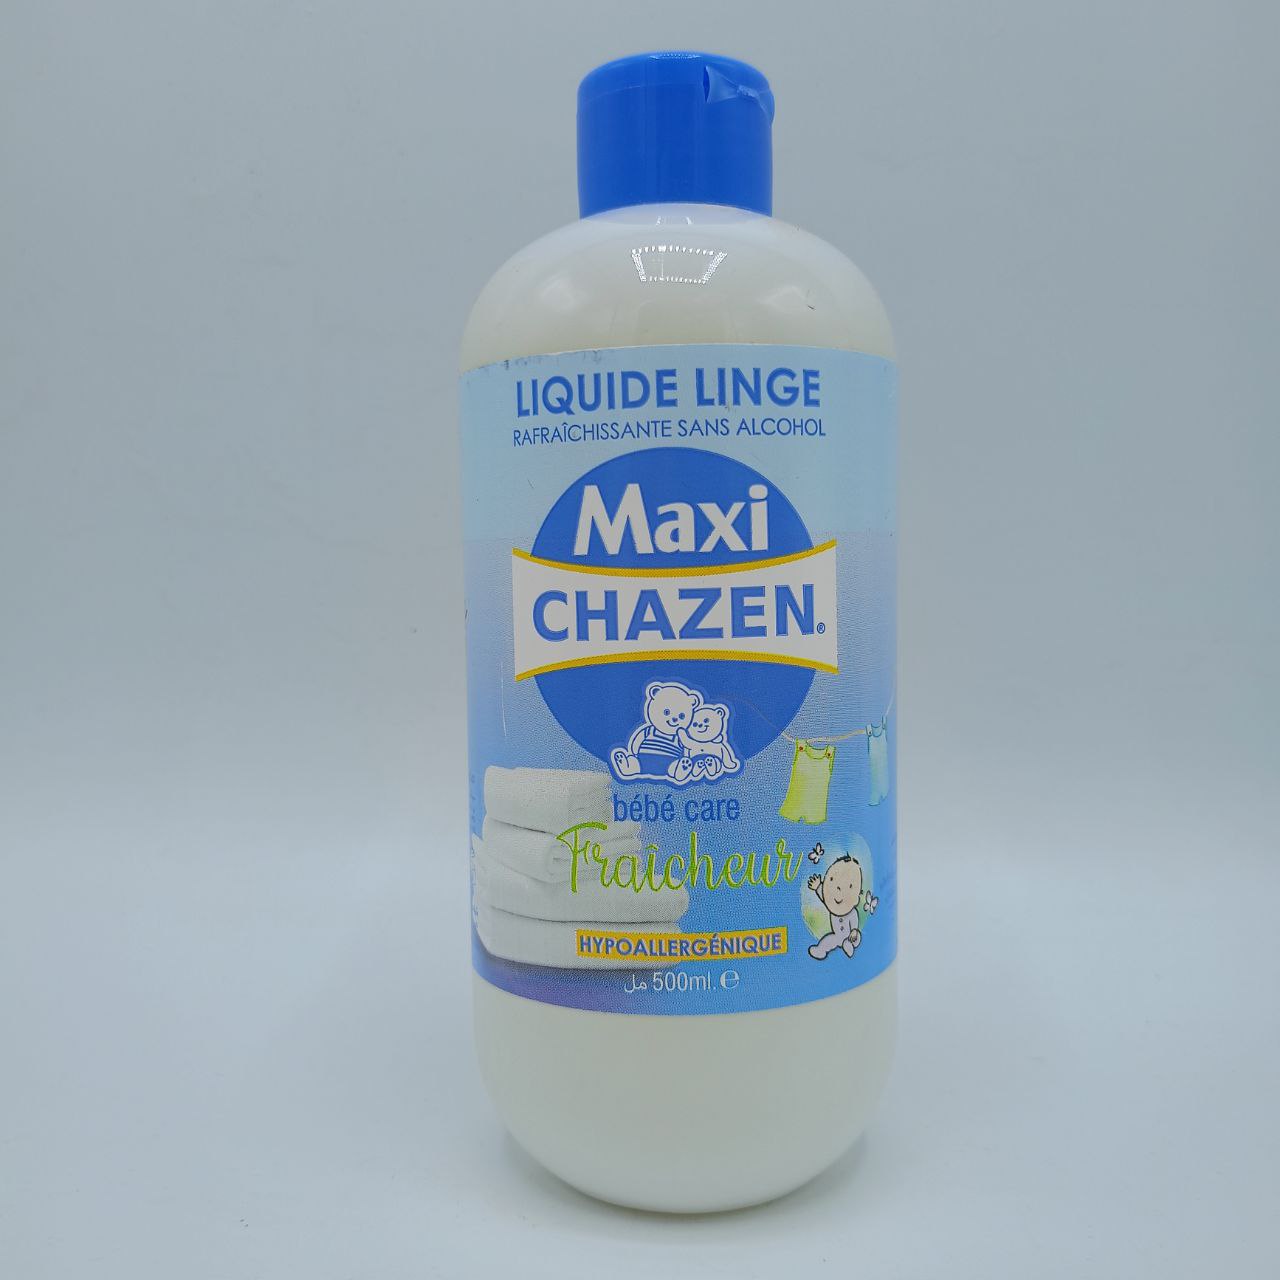 LIQUIDE LINGE
RAFRAÎCHISSANTE SANS ALCOHOL
Maxi
CHAZEN®
bébé care
Fraîcheur
HYPOALLERGÉNIQUE
500ml. ℮ مل